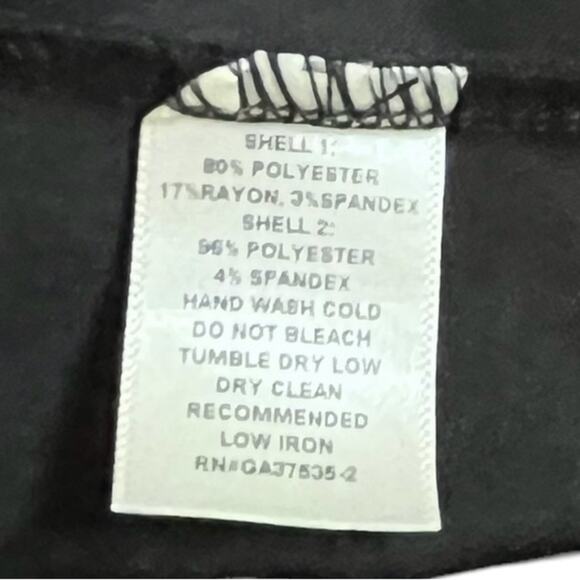 SHELL 1:
80% POLYESTER
17%RAYON, 3%SPANDEX
SHELL 2:
96% POLYESTER
4% SPANDEX
HAND WASH COLD
DO NOT BLEACH
TUMBLE DRY LOW
DRY CLEAN
RECOMMENDED
LOW IRON
RN#CA37535-2